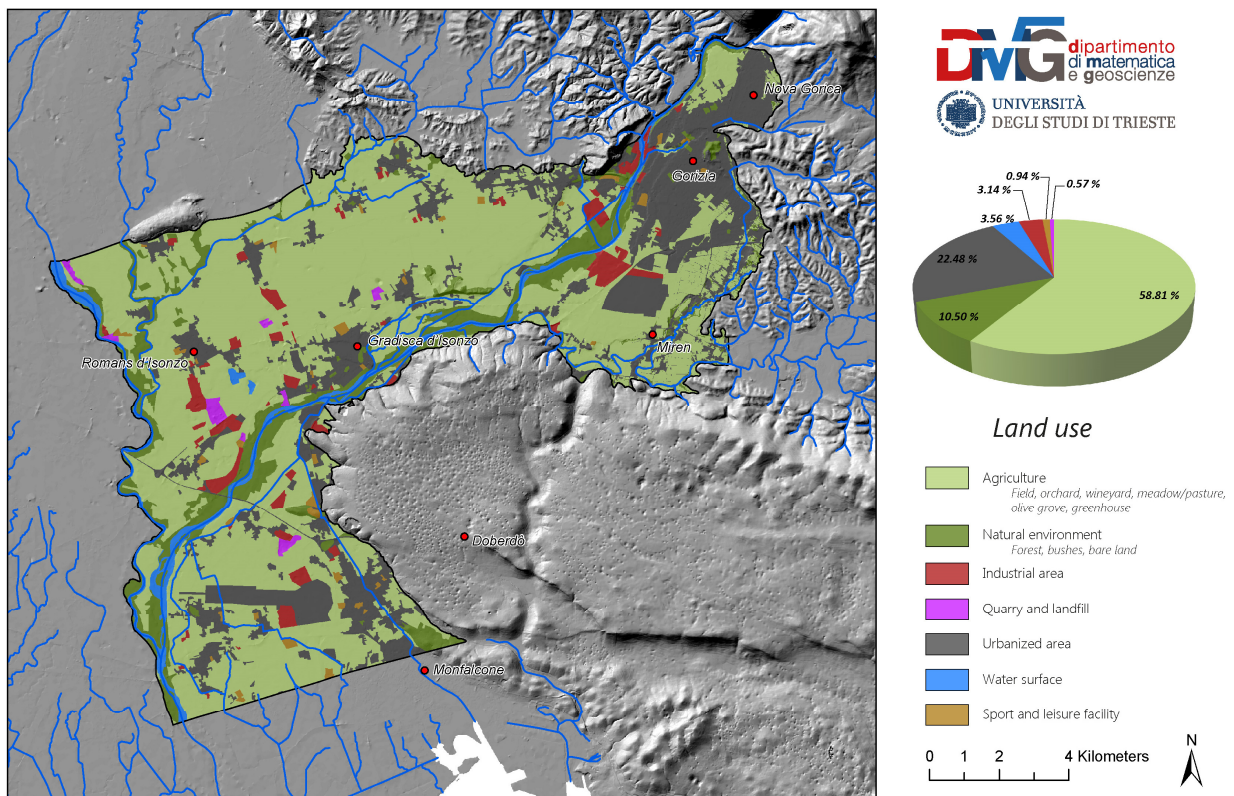 Nova Gorica
Gorizia
Gradisca d'Isonzo
Romans d'Isonzo
Miren
Doberdò
Monfalcone
DMG
dipartimento
di matematica
e geoscienze
UNIVERSITÀ
DEGLI STUDI DI TRIESTE
0.94 %
3.14 %
0.57 %
3.56 %
22.48 %
10.50 %
58.81 %
Land use
Agriculture
Field, orchard, wineyard, meadow/pasture,
olive grove, greenhouse
Natural environment
Forest, bushes, bare land
Industrial area
Quarry and landfill
Urbanized area
Water surface
Sport and leisure facility
0 1 2 4 Kilometers
N